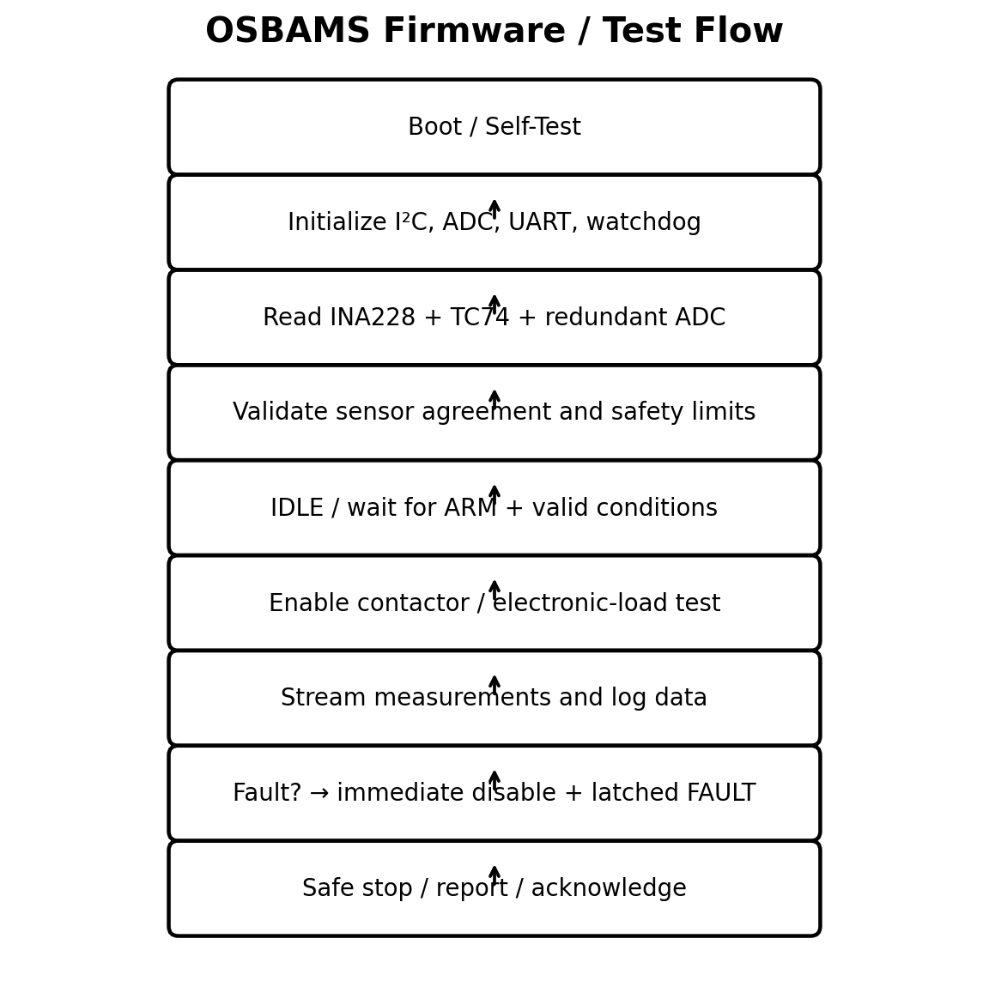 OSBAMS Firmware / Test Flow
Boot / Self-Test
Initialize I²C, ADC, UART, watchdog
Read INA228 + TC74 + redundant ADC
Validate sensor agreement and safety limits
IDLE / wait for ARM + valid conditions
Enable contactor / electronic-load test
Stream measurements and log data
Fault? → immediate disable + latched FAULT
Safe stop / report / acknowledge